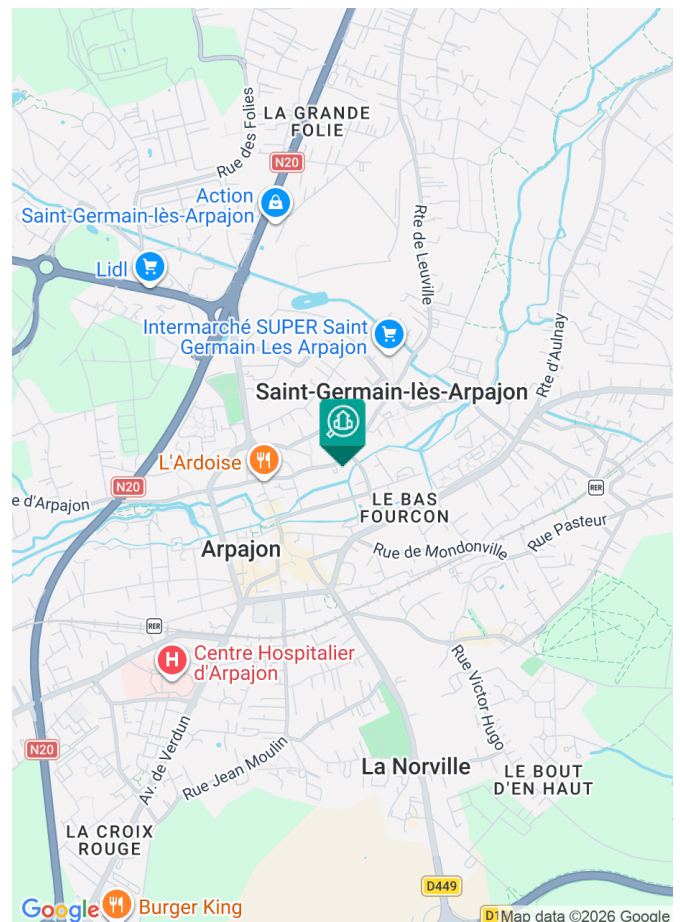 LA GRANDE
FOLIE
Rue des Folies
N20
Action
Saint-Germain-lès-Arpajon
Rte de Leuville
Lidl
Intermarché SUPER Saint
Germain Les Arpajon
Rte d'Aulnay
Saint-Germain-lès-Arpajon
L'Ardoise
N20
e d'Arpajon
RER
LE BAS
FOURCON
Rue Pasteur
Arpajon
Rue de Mondonville
RER
H
Centre Hospitalier
d'Arpajon
Rue Victor Hugo
N20
Av. de Verdun
Rue Jean Moulin
La Norville
LE BOUT
D'EN HAUT
LA CROIX
ROUGE
D449
Google
Burger King
D1
Map data ©2026 Google